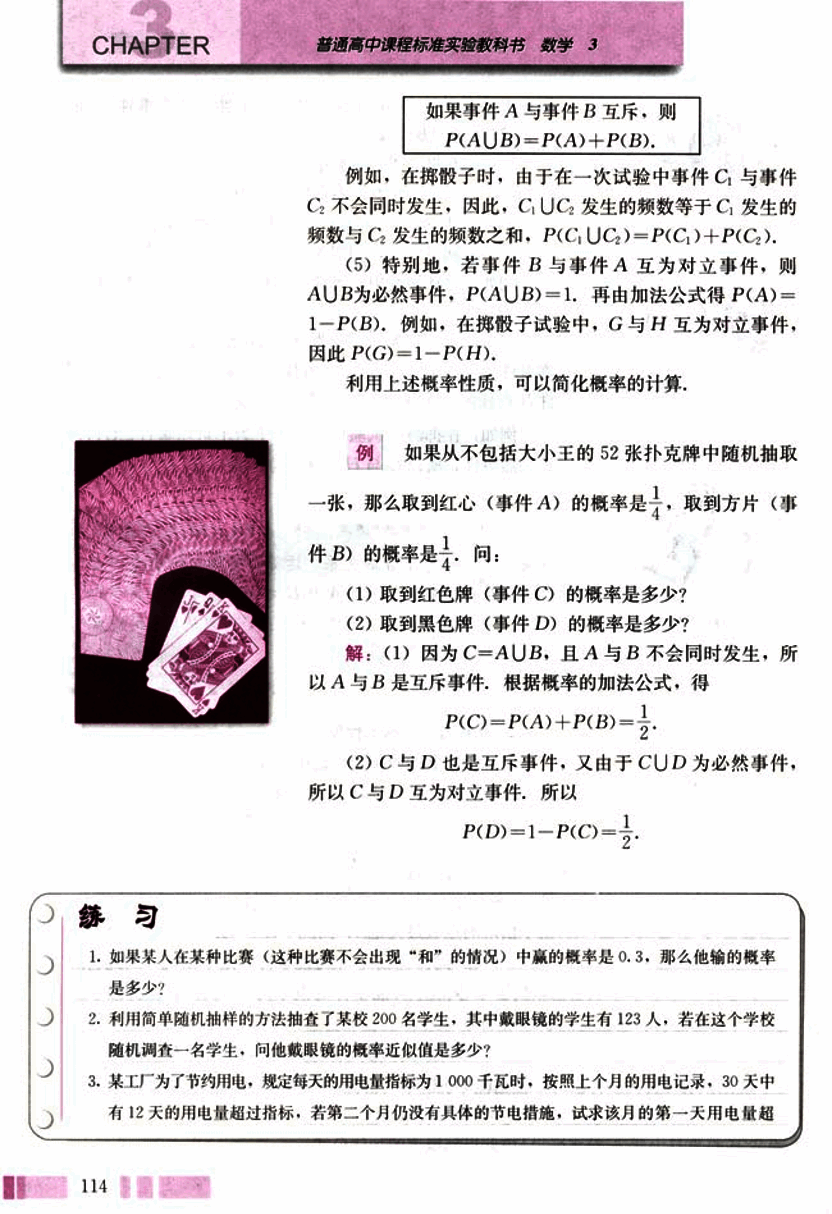 3
CHAPTER
普通高中课程标准实验教科书 数学 3
如果事件 A 与事件 B 互斥，则
P(A∪B)=P(A)+P(B).
例如，在掷骰子时，由于在一次试验中事件 C₁ 与事件
C₂ 不会同时发生，因此，C₁∪C₂ 发生的频数等于 C₁ 发生的
频数与 C₂ 发生的频数之和，P(C₁∪C₂)=P(C₁)+P(C₂).
(5) 特别地，若事件 B 与事件 A 互为对立事件，则
A∪B为必然事件，P(A∪B)=1. 再由加法公式得 P(A)=
1-P(B). 例如，在掷骰子试验中，G 与 H 互为对立事件，
因此 P(G)=1-P(H).
利用上述概率性质，可以简化概率的计算.
例 如果从不包括大小王的 52 张扑克牌中随机抽取
一张，那么取到红心（事件 A）的概率是 1/4，取到方片（事
件 B）的概率是 1/4. 问：
(1) 取到红色牌（事件 C）的概率是多少？
(2) 取到黑色牌（事件 D）的概率是多少？
解：(1) 因为 C=A∪B，且 A 与 B 不会同时发生，所
以 A 与 B 是互斥事件. 根据概率的加法公式，得
P(C)=P(A)+P(B)=1/2.
(2) C 与 D 也是互斥事件，又由于 C∪D 为必然事件，
所以 C 与 D 互为对立事件. 所以
P(D)=1-P(C)=1/2.
练 习
1. 如果某人在某种比赛（这种比赛不会出现“和”的情况）中赢的概率是 0.3，那么他输的概率
是多少？
2. 利用简单随机抽样的方法抽查了某校 200 名学生，其中戴眼镜的学生有 123 人，若在这个学校
随机调查一名学生，问他戴眼镜的概率近似值是多少？
3. 某工厂为了节约用电，规定每天的用电量指标为 1 000 千瓦时，按照上个月的用电记录，30 天中
有 12 天的用电量超过指标，若第二个月仍没有具体的节电措施，试求该月的第一天用电量超
114